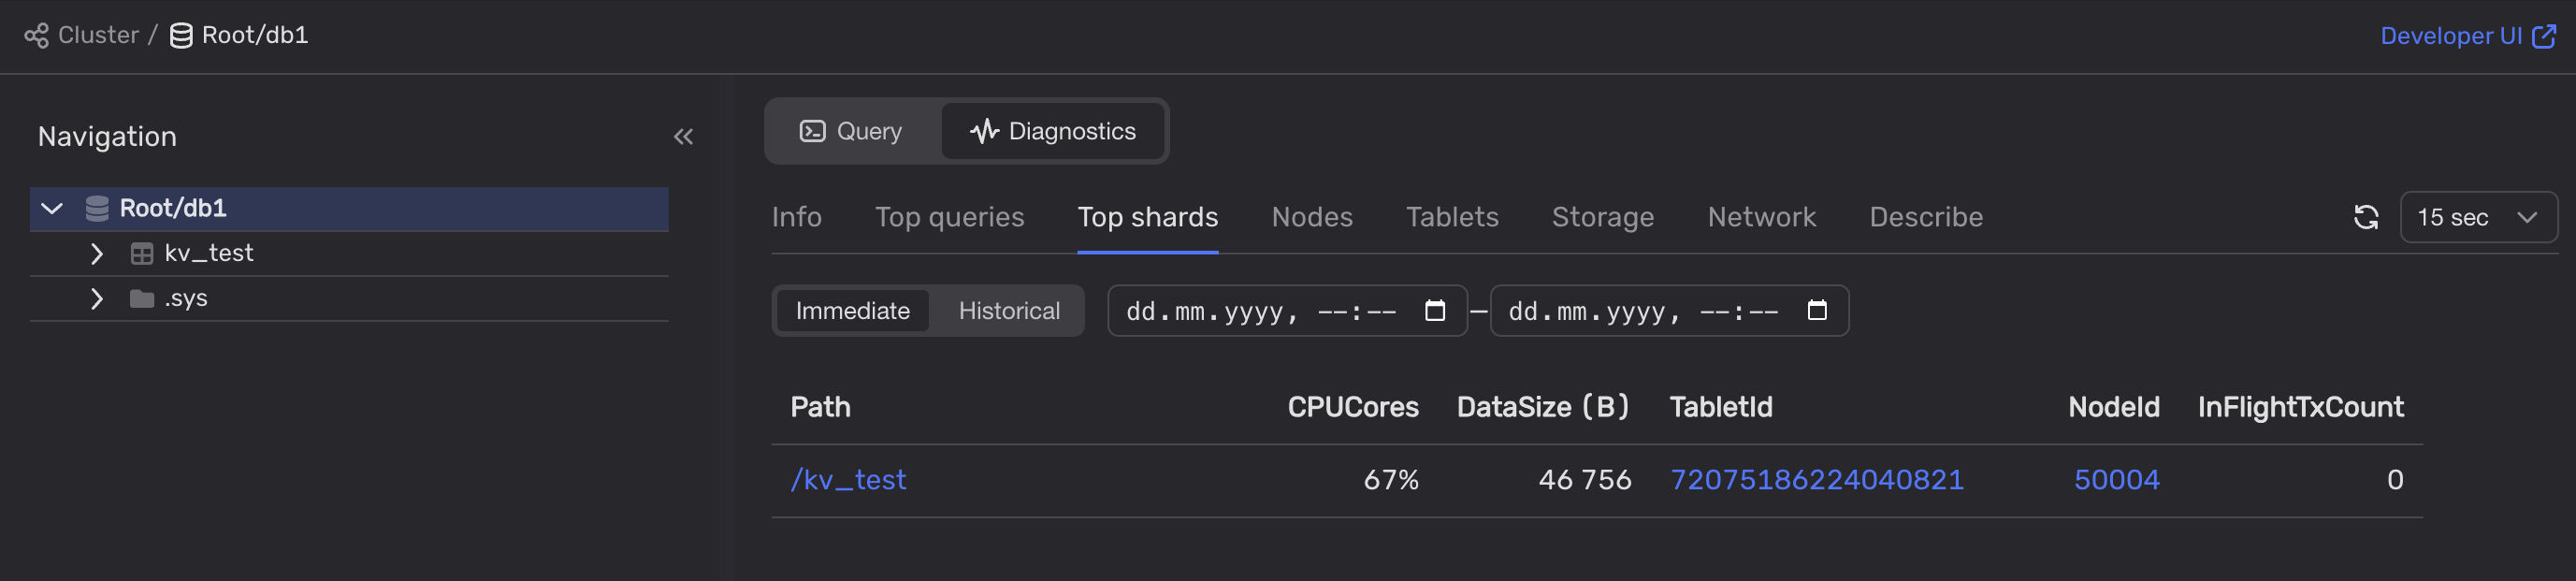 Cluster / Root/db1
Developer UI
Navigation
Root/db1
kv_test
.sys
Query Diagnostics
Info Top queries Top shards Nodes Tablets Storage Network Describe
15 sec
Immediate Historical dd.mm.yyyy, --:-- – dd.mm.yyyy, --:--
Path CPUCores DataSize (B) TabletId NodeId InFlightTxCount
/kv_test 67% 46 756 72075186224040821 50004 0